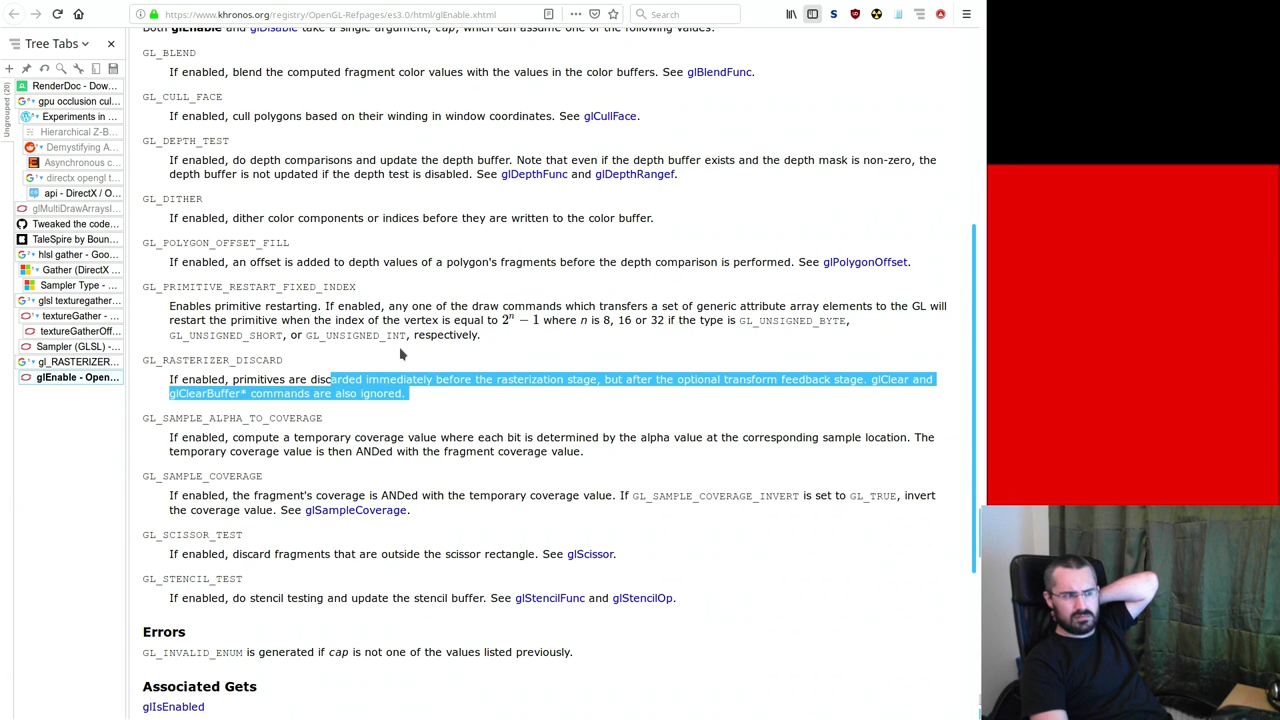 https://www.khronos.org/registry/OpenGL-Refpages/es3.0/html/glEnable.xhtml
Search
Tree Tabs
Ungrouped (20)
RenderDoc - Dow...
gpu occlusion cul...
Experiments in ...
Hierarchical Z-B...
Demystifying A...
Asynchronous c...
directx opengl t...
api - DirectX / O...
glMultiDrawArraysI...
Tweaked the code...
TaleSpire by Boun...
hlsl gather - Goo...
Gather (DirectX ...
Sampler Type - ...
glsl texturegather...
textureGather - ...
textureGatherOff...
Sampler (GLSL) - ...
gl_RASTERIZER...
glEnable - Open...
Both glEnable and glDisable take a single argument, cap, which can assume one of the following values:
GL_BLEND
If enabled, blend the computed fragment color values with the values in the color buffers. See glBlendFunc.
GL_CULL_FACE
If enabled, cull polygons based on their winding in window coordinates. See glCullFace.
GL_DEPTH_TEST
If enabled, do depth comparisons and update the depth buffer. Note that even if the depth buffer exists and the depth mask is non-zero, the
depth buffer is not updated if the depth test is disabled. See glDepthFunc and glDepthRangef.
GL_DITHER
If enabled, dither color components or indices before they are written to the color buffer.
GL_POLYGON_OFFSET_FILL
If enabled, an offset is added to depth values of a polygon's fragments before the depth comparison is performed. See glPolygonOffset.
GL_PRIMITIVE_RESTART_FIXED_INDEX
Enables primitive restarting. If enabled, any one of the draw commands which transfers a set of generic attribute array elements to the GL will
restart the primitive when the index of the vertex is equal to 2ⁿ − 1 where n is 8, 16 or 32 if the type is GL_UNSIGNED_BYTE,
GL_UNSIGNED_SHORT, or GL_UNSIGNED_INT, respectively.
GL_RASTERIZER_DISCARD
If enabled, primitives are discarded immediately before the rasterization stage, but after the optional transform feedback stage. glClear and
glClearBuffer* commands are also ignored.
GL_SAMPLE_ALPHA_TO_COVERAGE
If enabled, compute a temporary coverage value where each bit is determined by the alpha value at the corresponding sample location. The
temporary coverage value is then ANDed with the fragment coverage value.
GL_SAMPLE_COVERAGE
If enabled, the fragment's coverage is ANDed with the temporary coverage value. If GL_SAMPLE_COVERAGE_INVERT is set to GL_TRUE, invert
the coverage value. See glSampleCoverage.
GL_SCISSOR_TEST
If enabled, discard fragments that are outside the scissor rectangle. See glScissor.
GL_STENCIL_TEST
If enabled, do stencil testing and update the stencil buffer. See glStencilFunc and glStencilOp.
Errors
GL_INVALID_ENUM is generated if cap is not one of the values listed previously.
Associated Gets
glIsEnabled